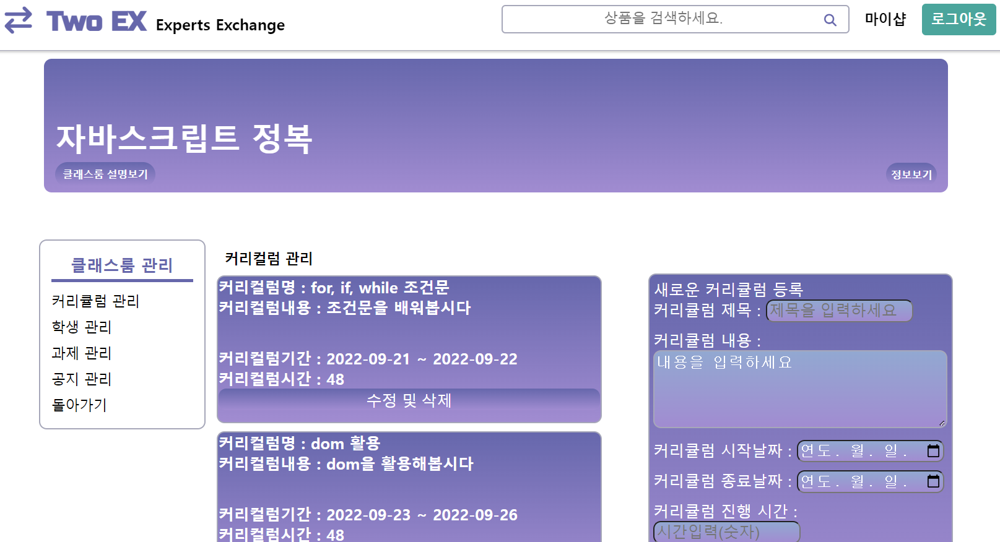 Two EX Experts Exchange
상품을 검색하세요.
마이샵
로그아웃
자바스크립트 정복
클래스룸 설명보기
정보보기
클래스룸 관리
커리큘럼 관리
학생 관리
과제 관리
공지 관리
돌아가기
커리컬럼 관리
커리컬럼명 : for, if, while 조건문
커리컬럼내용 : 조건문을 배워봅시다
커리컬럼기간 : 2022-09-21 ~ 2022-09-22
커리컬럼시간 : 48
수정 및 삭제
커리컬럼명 : dom 활용
커리컬럼내용 : dom을 활용해봅시다
커리컬럼기간 : 2022-09-23 ~ 2022-09-26
커리컬럼시간 : 48
새로운 커리큘럼 등록
커리큘럼 제목 : 제목을 입력하세요
커리큘럼 내용 :
내용을 입력하세요
커리큘럼 시작날짜 : 연도. 월. 일.
커리큘럼 종료날짜 : 연도. 월. 일.
커리큘럼 진행 시간 :
시간입력(숫자)